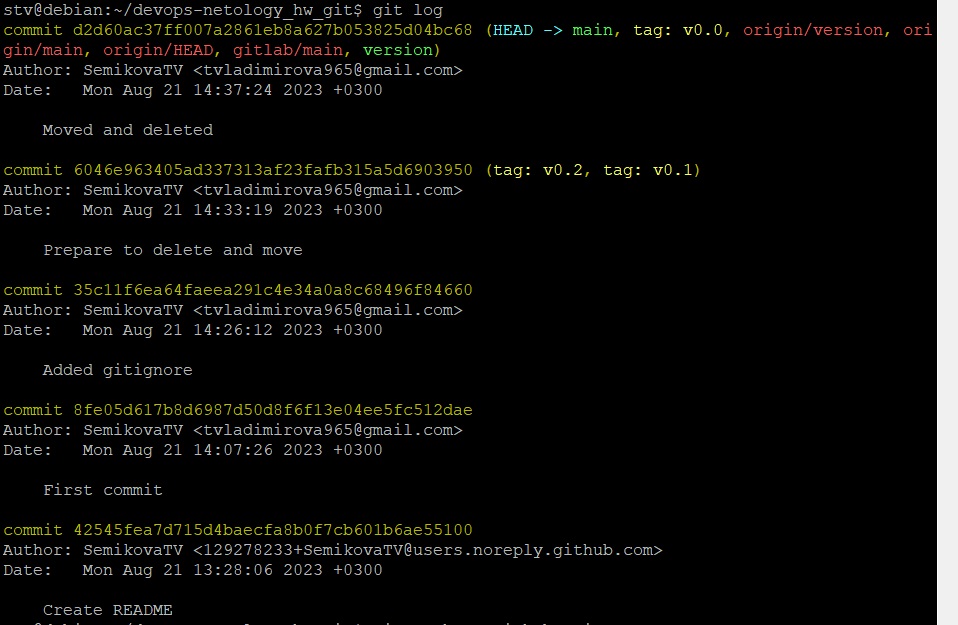 stv@debian:~/devops-netology_hw_git$ git log
commit d2d60ac37ff007a2861eb8a627b053825d04bc68 (HEAD -> main, tag: v0.0, origin/version, ori
gin/main, origin/HEAD, gitlab/main, version)
Author: SemikovaTV <tvladimirova965@gmail.com>
Date:   Mon Aug 21 14:37:24 2023 +0300
    Moved and deleted
commit 6046e963405ad337313af23fafb315a5d6903950 (tag: v0.2, tag: v0.1)
Author: SemikovaTV <tvladimirova965@gmail.com>
Date:   Mon Aug 21 14:33:19 2023 +0300
    Prepare to delete and move
commit 35c11f6ea64faeea291c4e34a0a8c68496f84660
Author: SemikovaTV <tvladimirova965@gmail.com>
Date:   Mon Aug 21 14:26:12 2023 +0300
    Added gitignore
commit 8fe05d617b8d6987d50d8f6f13e04ee5fc512dae
Author: SemikovaTV <tvladimirova965@gmail.com>
Date:   Mon Aug 21 14:07:26 2023 +0300
    First commit
commit 42545fea7d715d4baecfa8b0f7cb601b6ae55100
Author: SemikovaTV <129278233+SemikovaTV@users.noreply.github.com>
Date:   Mon Aug 21 13:28:06 2023 +0300
    Create README